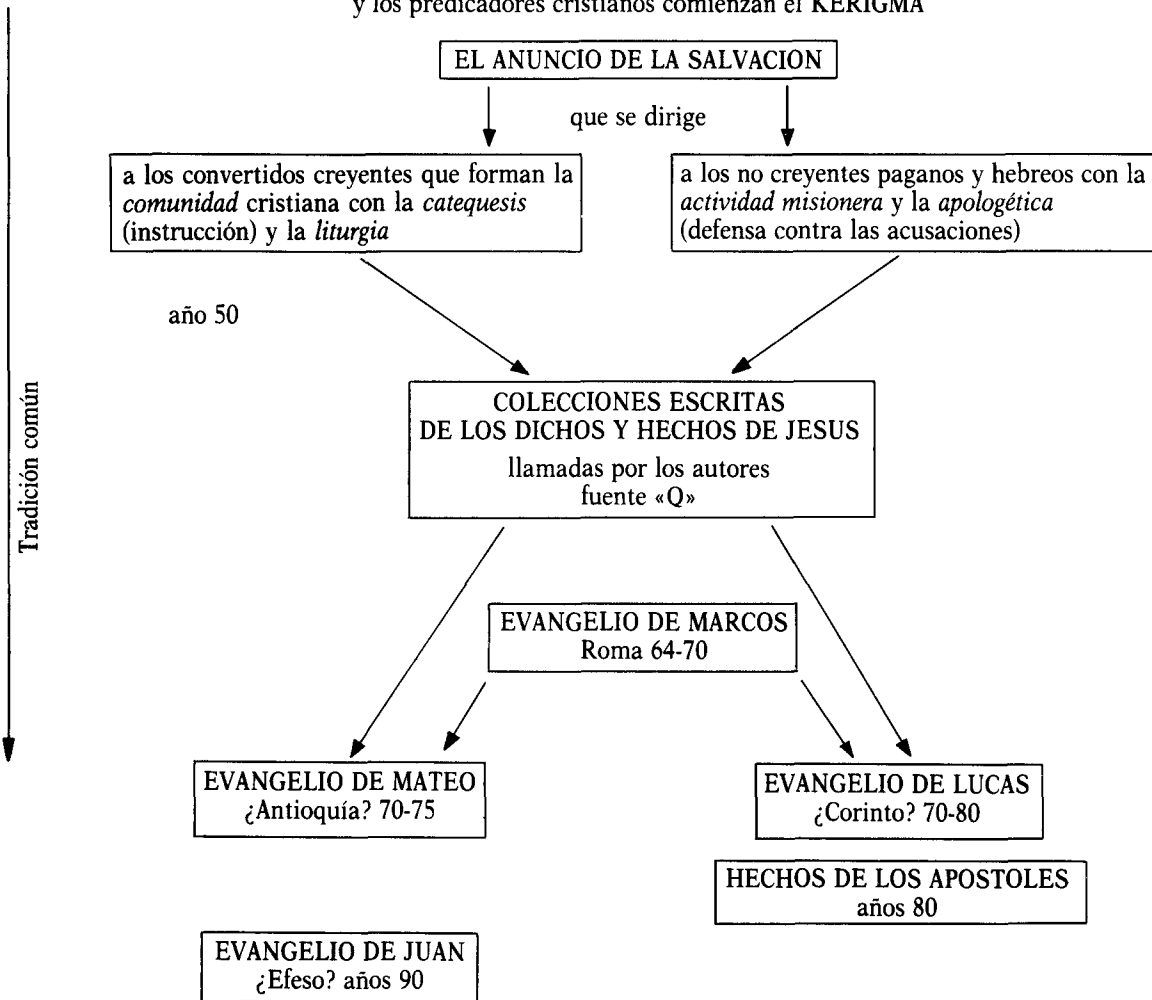 y los predicadores cristianos comienzan el KERIGMA
EL ANUNCIO DE LA SALVACION
que se dirige
a los convertidos creyentes que forman la
comunidad cristiana con la catequesis
(instrucción) y la liturgia
a los no creyentes paganos y hebreos con la
actividad misionera y la apologética
(defensa contra las acusaciones)
año 50
Tradición común
COLECCIONES ESCRITAS
DE LOS DICHOS Y HECHOS DE JESUS
llamadas por los autores
fuente «Q»
EVANGELIO DE MARCOS
Roma 64-70
EVANGELIO DE MATEO
¿Antioquía? 70-75
EVANGELIO DE LUCAS
¿Corinto? 70-80
HECHOS DE LOS APOSTOLES
años 80
EVANGELIO DE JUAN
¿Efeso? años 90